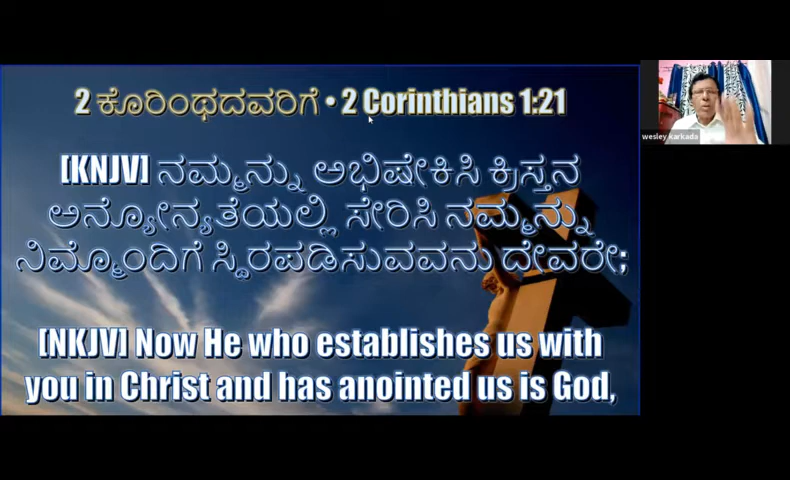 2 ಕೊರಿಂಥದವರಿಗೆ • 2 Corinthians 1:21
[KNJV] ನಮ್ಮನ್ನು ಅಭಿಷೇಕಿಸಿ ಕ್ರಿಸ್ತನ
ಅನ್ಯೋನ್ಯತೆಯಲ್ಲಿ ಸೇರಿಸಿ ನಮ್ಮನ್ನು
ನಿಮ್ಮೊಂದಿಗೆ ಸ್ಥಿರಪಡಿಸುವವನು ದೇವರೇ;
[NKJV] Now He who establishes us with
you in Christ and has anointed us is God,
wesley karkada